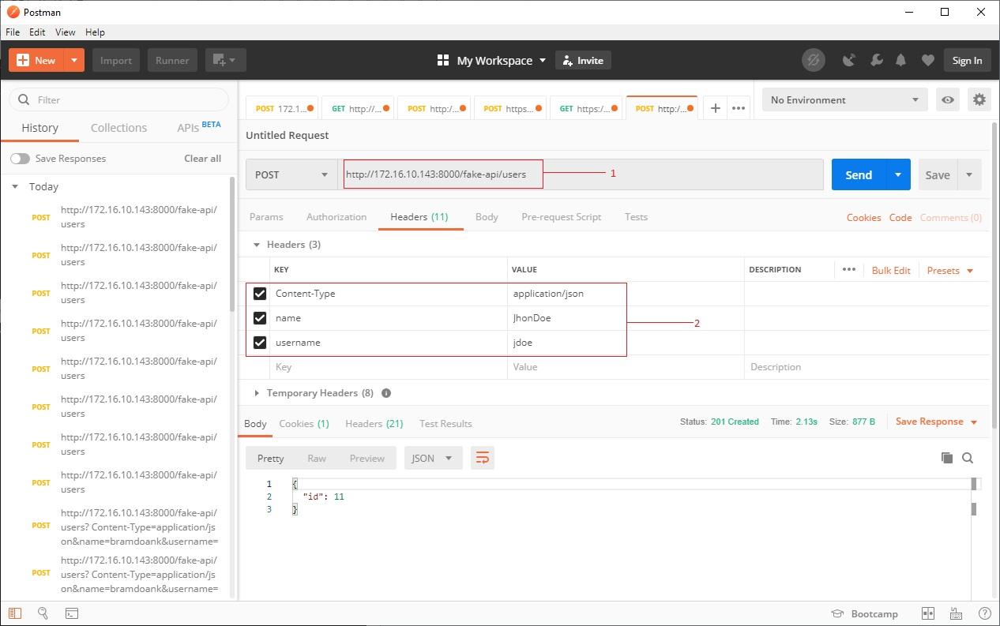 Postman
File Edit View Help
New Import Runner My Workspace Invite Sign In
Filter
History Collections APIs BETA
Save Responses Clear all
Today
POST http://172.16.10.143:8000/fake-api/
users
POST http://172.16.10.143:8000/fake-api/
users
POST http://172.16.10.143:8000/fake-api/
users
POST http://172.16.10.143:8000/fake-api/
users
POST http://172.16.10.143:8000/fake-api/
users
POST http://172.16.10.143:8000/fake-api/
users
POST http://172.16.10.143:8000/fake-api/
users
POST http://172.16.10.143:8000/fake-api/
users
POST http://172.16.10.143:8000/fake-api/
users? Content-Type=application/js
on&name=bramdoank&username=
POST http://172.16.10.143:8000/fake-api/
users? Content-Type=application/js
on&name=bramdoank&username=
POST 172.1... GET http://... POST http:/... POST https... GET https:/... POST http:/...
No Environment
Untitled Request
POST http://172.16.10.143:8000/fake-api/users 1 Send Save
Params Authorization Headers (11) Body Pre-request Script Tests Cookies Code Comments (0)
Headers (3)
KEY VALUE DESCRIPTION ••• Bulk Edit Presets
Content-Type application/json
name JhonDoe 2
username jdoe
Key Value Description
Temporary Headers (8)
Body Cookies (1) Headers (21) Test Results Status: 201 Created Time: 2.13s Size: 877 B Save Response
Pretty Raw Preview JSON
1 {
2 "id": 11
3 }
Bootcamp